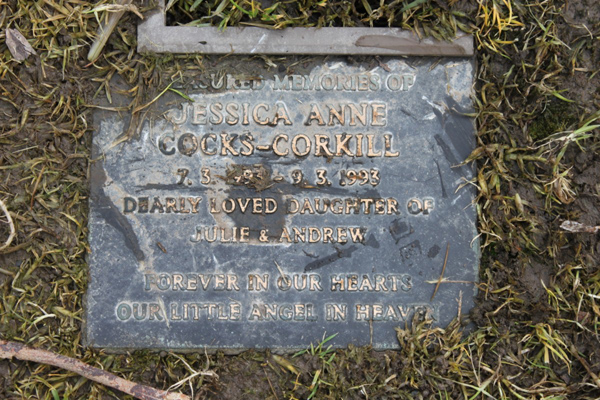 MEMORIES OF
JESSICA ANNE
COCKS-CORKILL
7. 3. 1993 - 9. 3. 1993
DEARLY LOVED DAUGHTER OF
JULIE & ANDREW
FOREVER IN OUR HEARTS
OUR LITTLE ANGEL IN HEAVEN